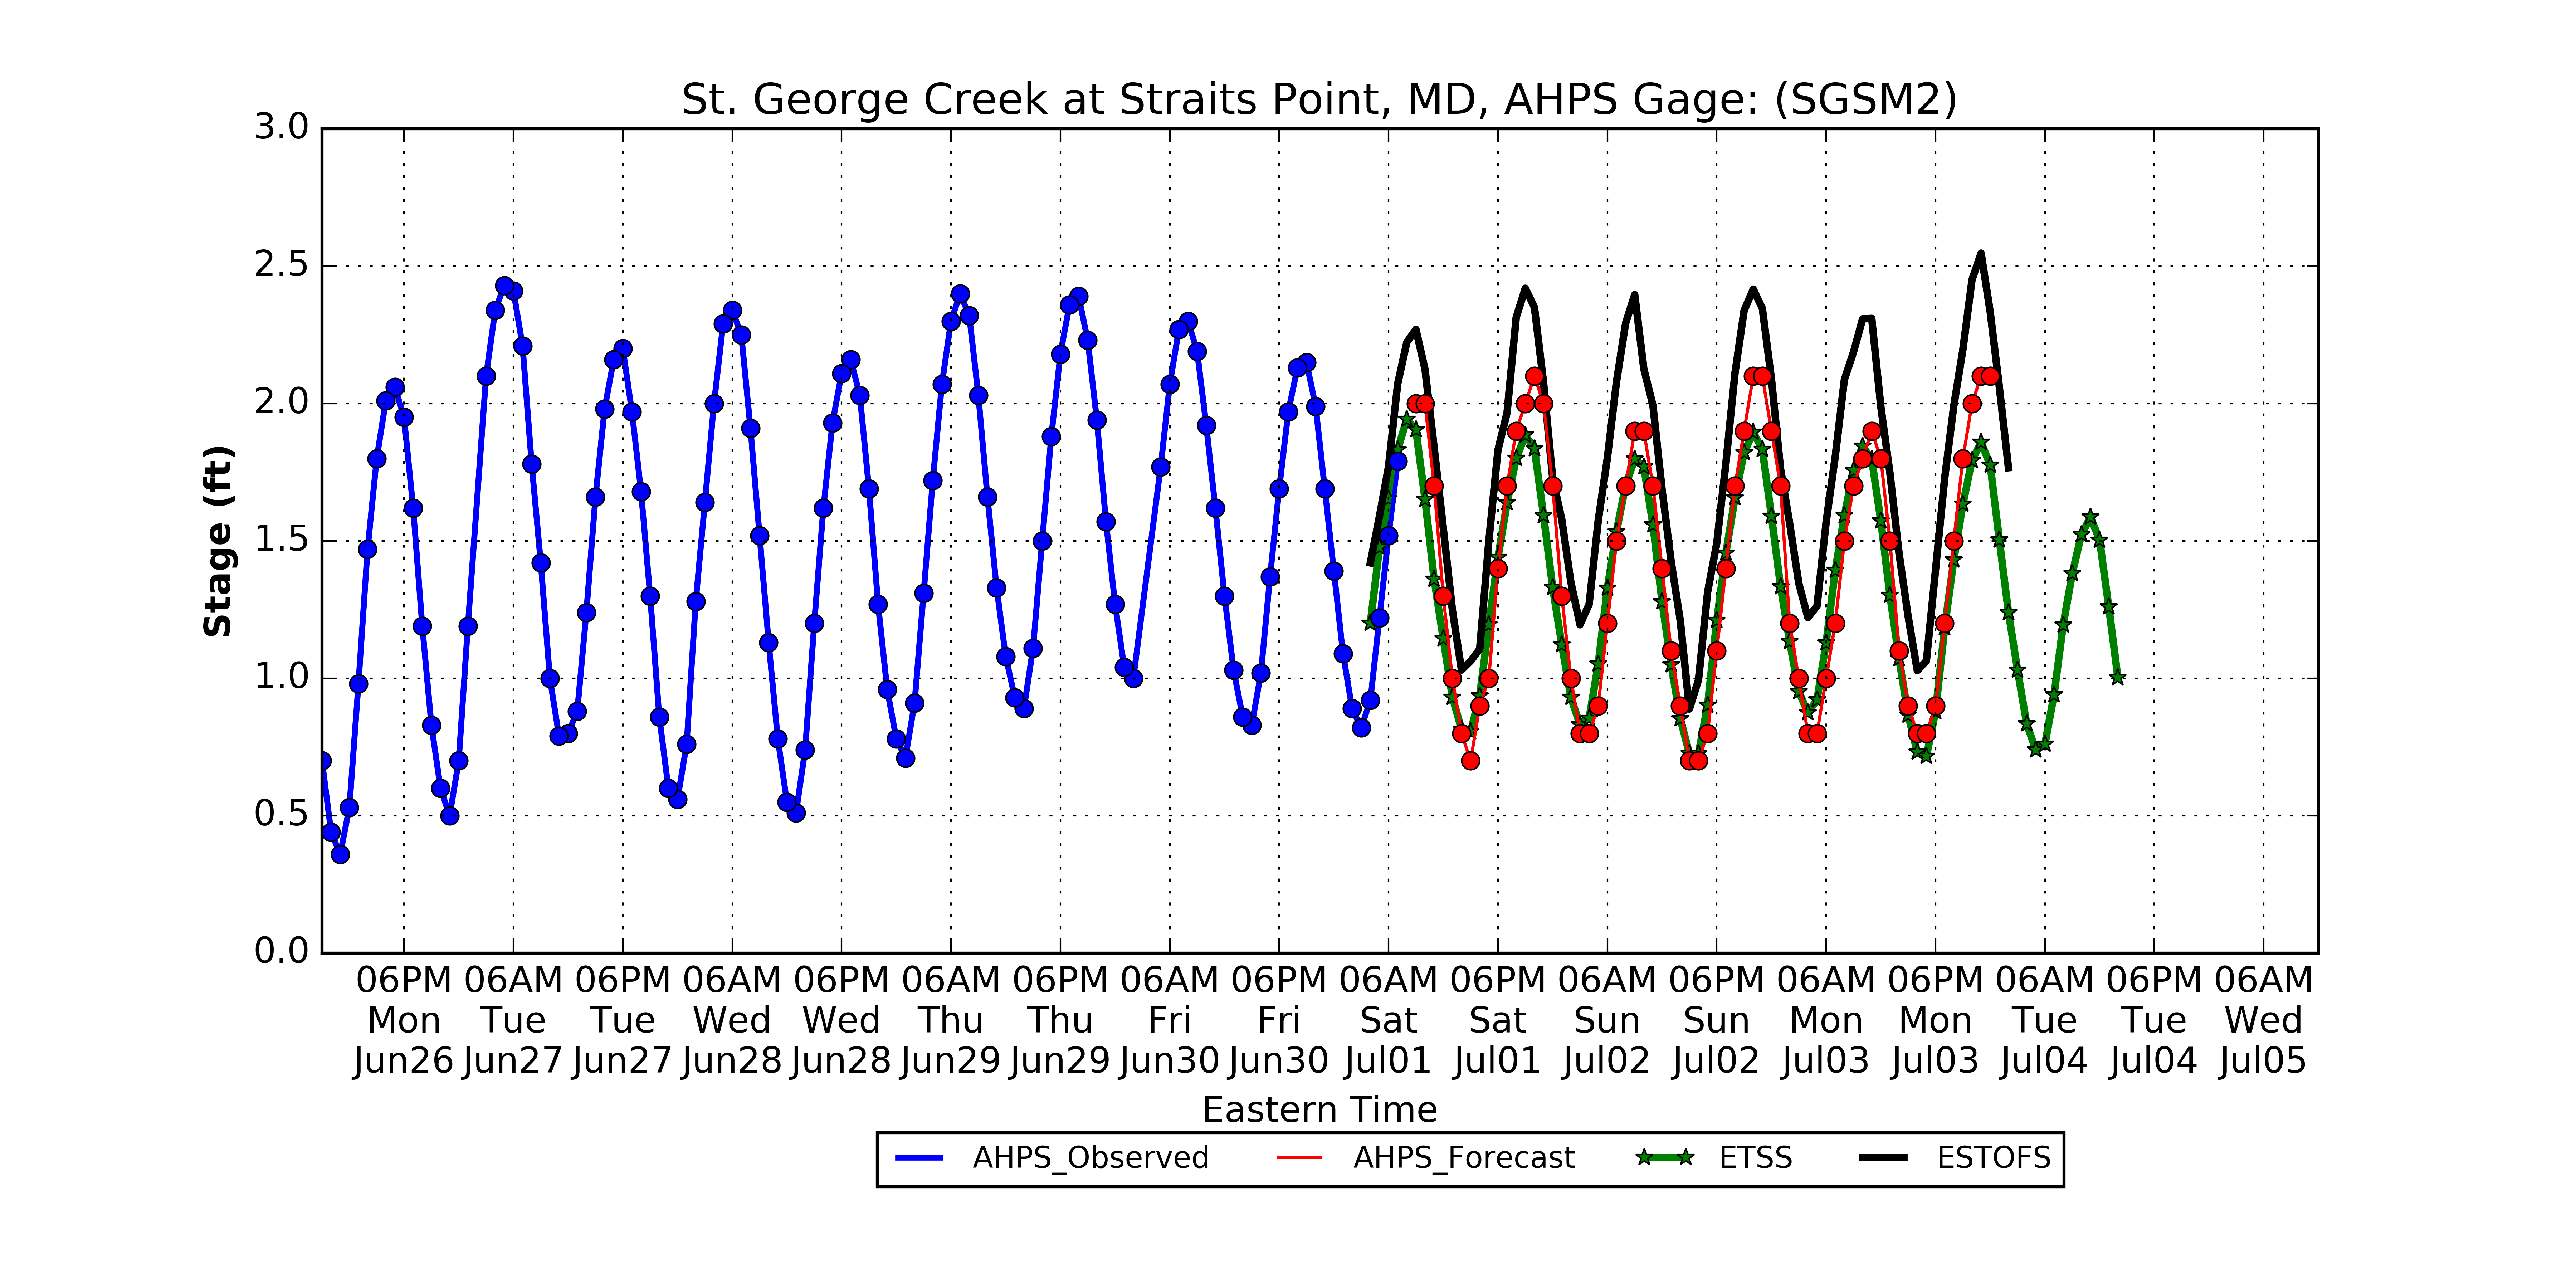 St. George Creek at Straits Point, MD, AHPS Gage: (SGSM2)
3.0
2.5
2.0
1.5
1.0
0.5
0.0
Stage (ft)
06PM 06AM 06PM 06AM 06PM 06AM 06PM 06AM 06PM 06AM 06PM 06AM 06PM 06AM 06PM 06AM 06PM 06AM
Mon Tue Tue Wed Wed Thu Thu Fri Fri Sat Sat Sun Sun Mon Mon Tue Tue Wed
Jun26 Jun27 Jun27 Jun28 Jun28 Jun29 Jun29 Jun30 Jun30 Jul01 Jul01 Jul02 Jul02 Jul03 Jul03 Jul04 Jul04 Jul05
Eastern Time
AHPS_Observed AHPS_Forecast ETSS ESTOFS